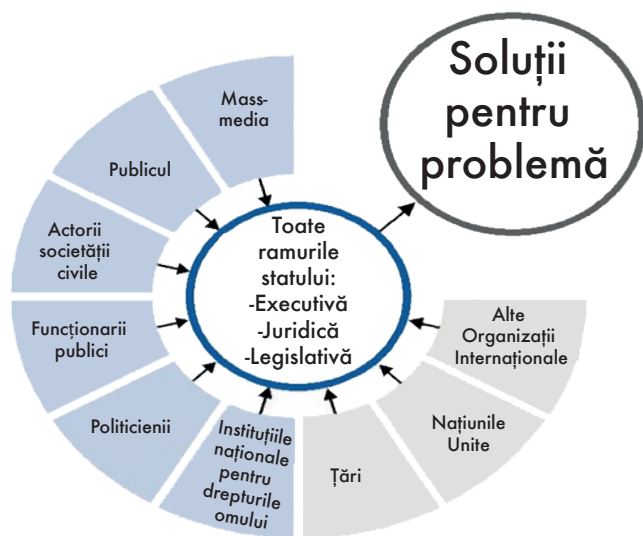 Soluții
pentru
problemă
Mass-
media
Publicul
Actorii
societății
civile
Funcționarii
publici
Politicienii
Instituțiile
naționale
pentru
drepturile
omului
Țări
Națiunile
Unite
Alte
Organizații
Internaționale
Toate
ramurile
statului:
-Executivă
-Juridică
-Legislativă